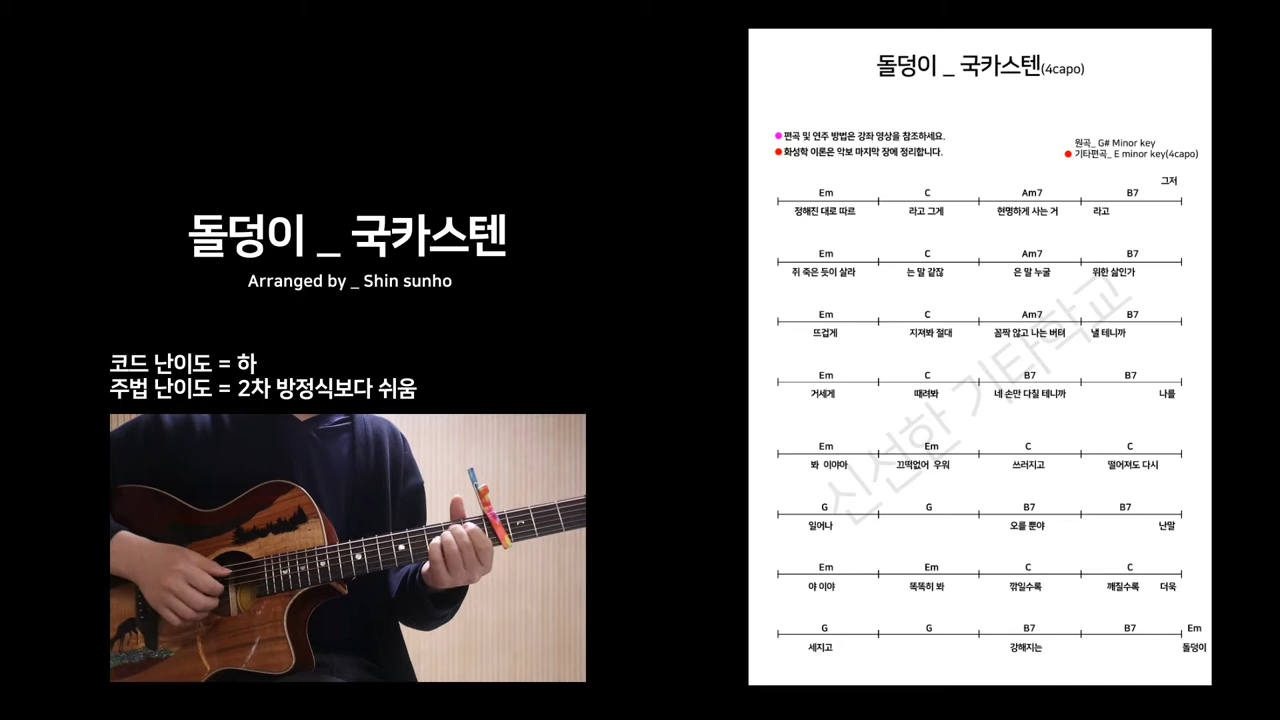 돌덩이 _ 국카스텐
Arranged by _ Shin sunho
코드 난이도 = 하
주법 난이도 = 2차 방정식보다 쉬움
돌덩이 _ 국카스텐(4capo)
편곡 및 연주 방법은 강좌 영상을 참조하세요.
화성학 이론은 악보 마지막 장에 정리합니다.
원곡_ G# Minor key
기타편곡_ E minor key(4capo)
그저
Em C Am7 B7
정해진 대로 따르 라고 그게 현명하게 사는 거 라고
Em C Am7 B7
쥐 죽은 듯이 살라 는 말 같잖 은 말 누굴 위한 삶인가
Em C Am7 B7
뜨겁게 지져봐 절대 꼼짝 않고 나는 버텨 낼 테니까
Em C B7 B7
거세게 때려봐 네 손만 다칠 테니까 나를
Em Em C C
봐 이야아 끄떡없어 우워 쓰러지고 떨어져도 다시
G G B7 B7
일어나 오를 뿐야 난말
Em Em C C
야 이야 똑똑히 봐 깎일수록 깨질수록 더욱
G G B7 B7 Em
세지고 강해지는 돌덩이
신선한 기타학교